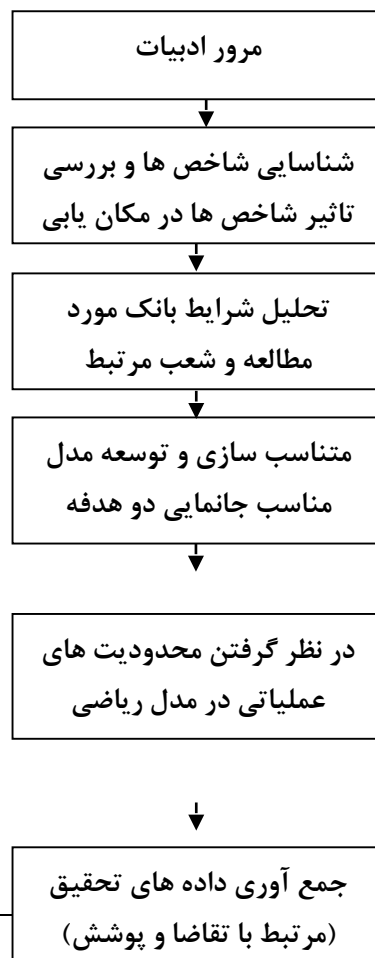 مرور ادبیات
شناسایی شاخص ها و بررسی
تاثیر شاخص ها در مکان یابی
تحلیل شرایط بانک مورد
مطالعه و شعب مرتبط
متناسب سازی و توسعه مدل
مناسب جانمایی دو هدفه
در نظر گرفتن محدودیت های
عملیاتی در مدل ریاضی
جمع آوری داده های تحقیق
(مرتبط با تقاضا و پوشش)